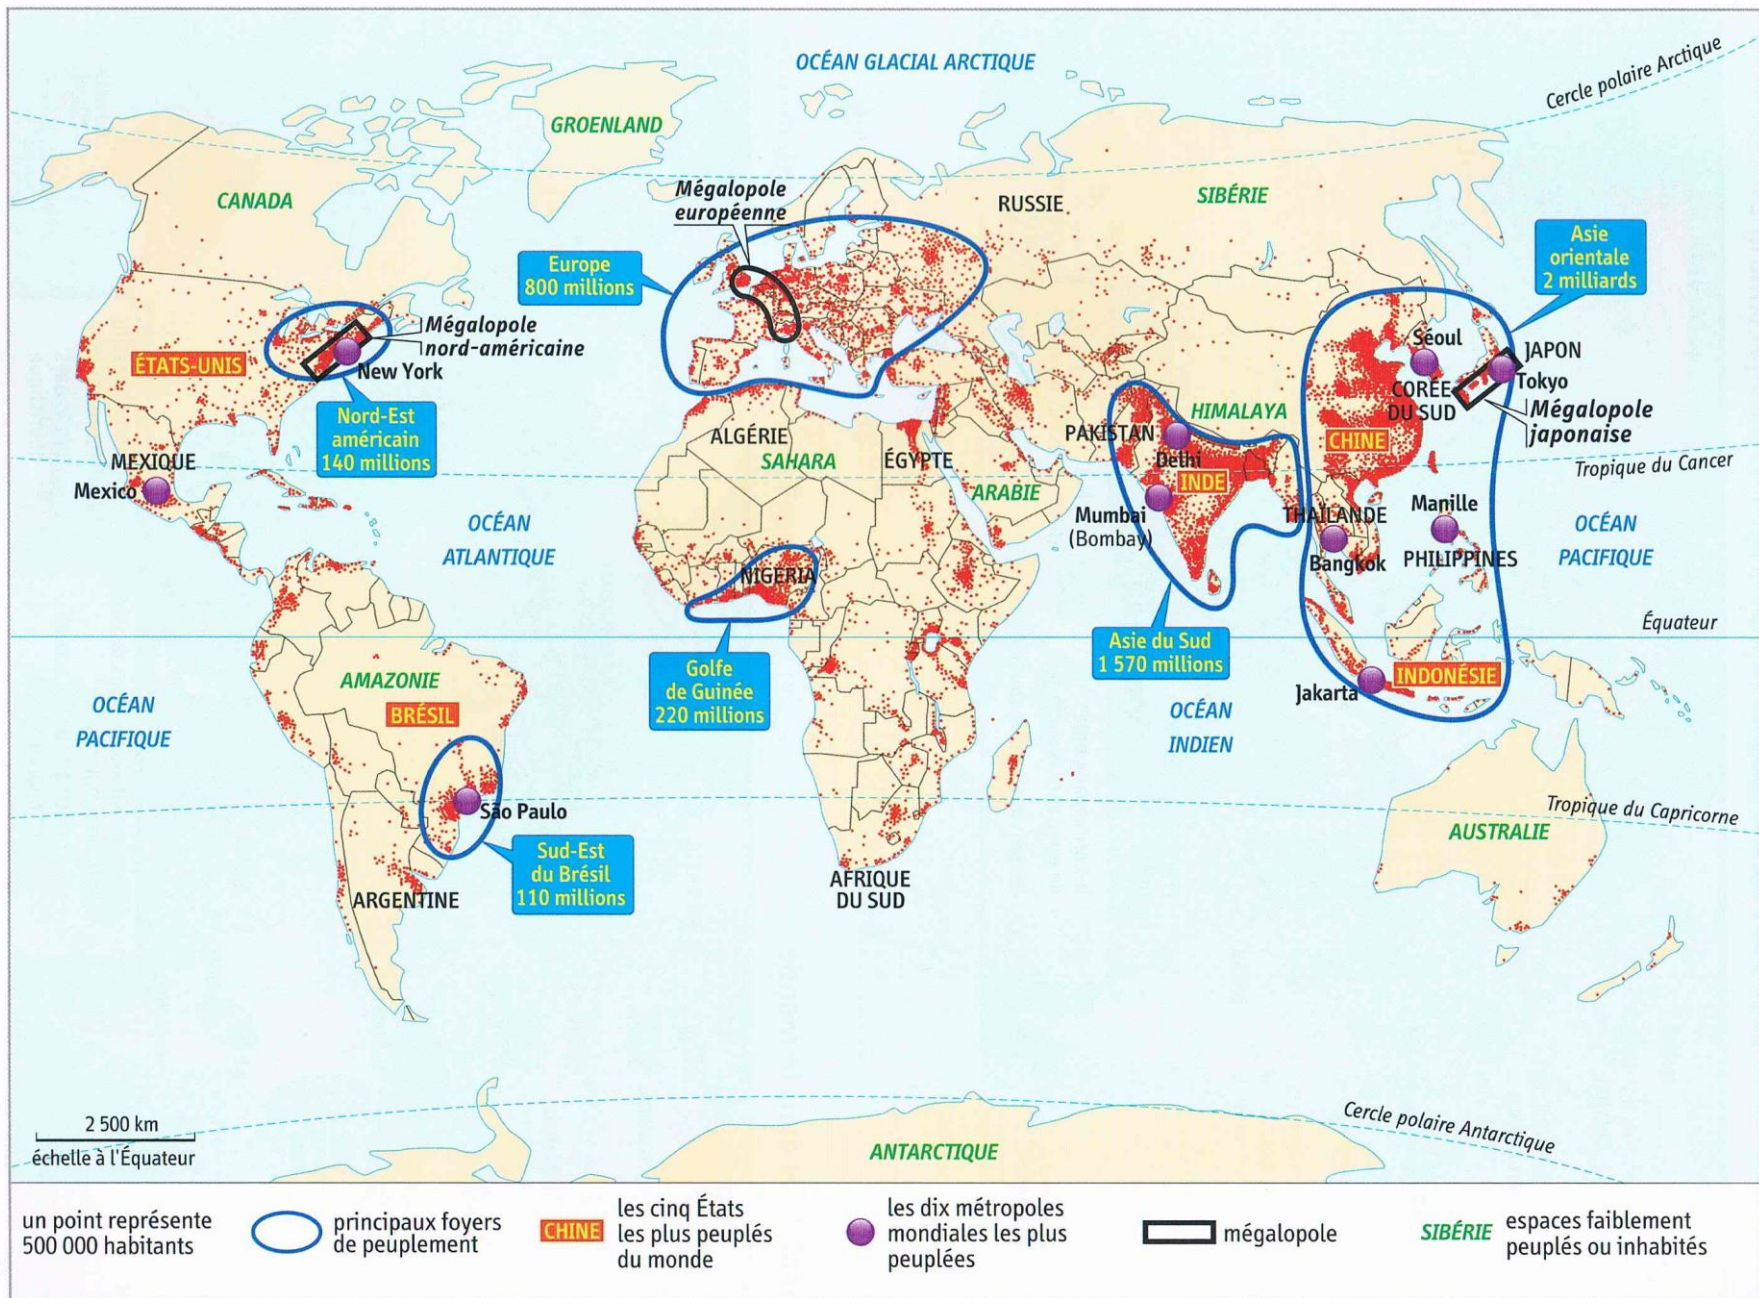 OCÉAN GLACIAL ARCTIQUE
Cercle polaire Arctique
GROENLAND
CANADA
Mégalopole
européenne
RUSSIE
SIBÉRIE
Europe
800 millions
Asie
orientale
2 milliards
Mégalopole
nord-américaine
ÉTATS-UNIS
New York
Séoul
JAPON
Tokyo
CORÉE
DU SUD
Mégalopole
japonaise
Nord-Est
américain
140 millions
HIMALAYA
PAKISTAN
CHINE
ALGÉRIE
SAHARA
ÉGYPTE
Delhi
Tropique du Cancer
MEXIQUE
Mexico
ARABIE
INDE
Mumbai
(Bombay)
THAÏLANDE
Bangkok
Manille
PHILIPPINES
OCÉAN
ATLANTIQUE
OCÉAN
PACIFIQUE
NIGERIA
Équateur
Golfe
de Guinée
220 millions
Asie du Sud
1 570 millions
Jakarta
INDONÉSIE
AMAZONIE
BRÉSIL
OCÉAN
PACIFIQUE
OCÉAN
INDIEN
São Paulo
Tropique du Capricorne
AUSTRALIE
Sud-Est
du Brésil
110 millions
ARGENTINE
AFRIQUE
DU SUD
2 500 km
échelle à l'Équateur
Cercle polaire Antarctique
ANTARCTIQUE
un point représente
500 000 habitants
principaux foyers
de peuplement
CHINE
les cinq États
les plus peuplés
du monde
les dix métropoles
mondiales les plus
peuplées
mégalopole
SIBÉRIE
espaces faiblement
peuplés ou inhabités